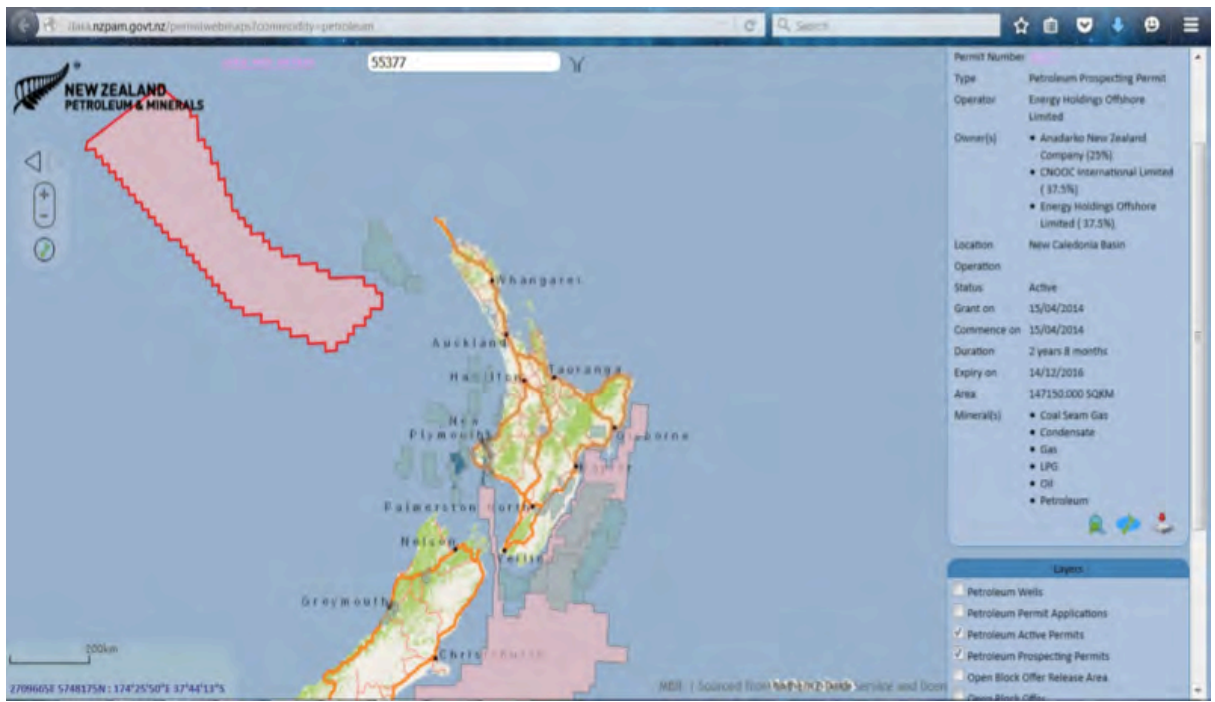 data.nzpam.govt.nz/permitwebmaps?commodity=petroleum
Search
NEW ZEALAND
PETROLEUM & MINERALS
55377
Permit Number
Type Petroleum Prospecting Permit
Operator Energy Holdings Offshore
Limited
Owner(s) • Anadarko New Zealand
Company (25%)
• CNOOC International Limited
( 37.5%)
• Energy Holdings Offshore
Limited ( 37.5%)
Location New Caledonia Basin
Operation
Status Active
Grant on 15/04/2014
Commence on 15/04/2014
Duration 2 years 8 months
Expiry on 14/12/2016
Area 147150.000 SQKM
Mineral(s) • Coal Seam Gas
• Condensate
• Gas
• LPG
• Oil
• Petroleum
Whangarei
Auckland
Hamilton
Tauranga
New
Plymouth
Gisborne
Napier
Palmerston North
Nelson
Greymouth
Christchurch
Layers
Petroleum Wells
Petroleum Permit Applications
Petroleum Active Permits
Petroleum Prospecting Permits
Open Block Offer Release Area
Open Block Offer
200km
2709665E 5748175N : 174°25'50"E 37°44'13"S
Sourced from